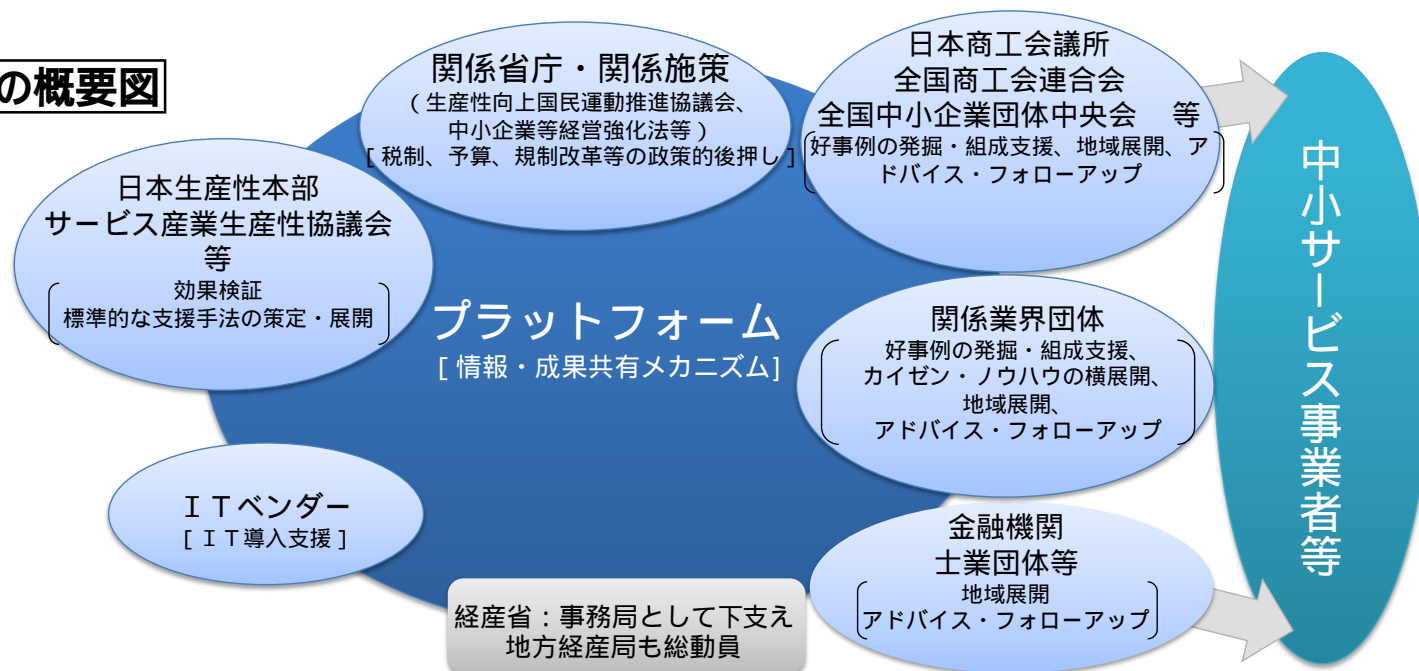 の概要図
関係省庁・関係施策
（生産性向上国民運動推進協議会、
中小企業等経営強化法等）
[ 税制、予算、規制改革等の政策的後押し ]
日本商工会議所
全国商工会連合会
全国中小企業団体中央会　等
好事例の発掘・組成支援、地域展開、ア
ドバイス・フォローアップ
日本生産性本部
サービス産業生産性協議会
等
効果検証
標準的な支援手法の策定・展開
プラットフォーム
[ 情報・成果共有メカニズム]
関係業界団体
好事例の発掘・組成支援、
カイゼン・ノウハウの横展開、
地域展開、
アドバイス・フォローアップ
ＩＴベンダー
[ ＩＴ導入支援 ]
金融機関
士業団体等
地域展開
アドバイス・フォローアップ
経産省：事務局として下支え
地方経産局も総動員
中小サービス事業者等